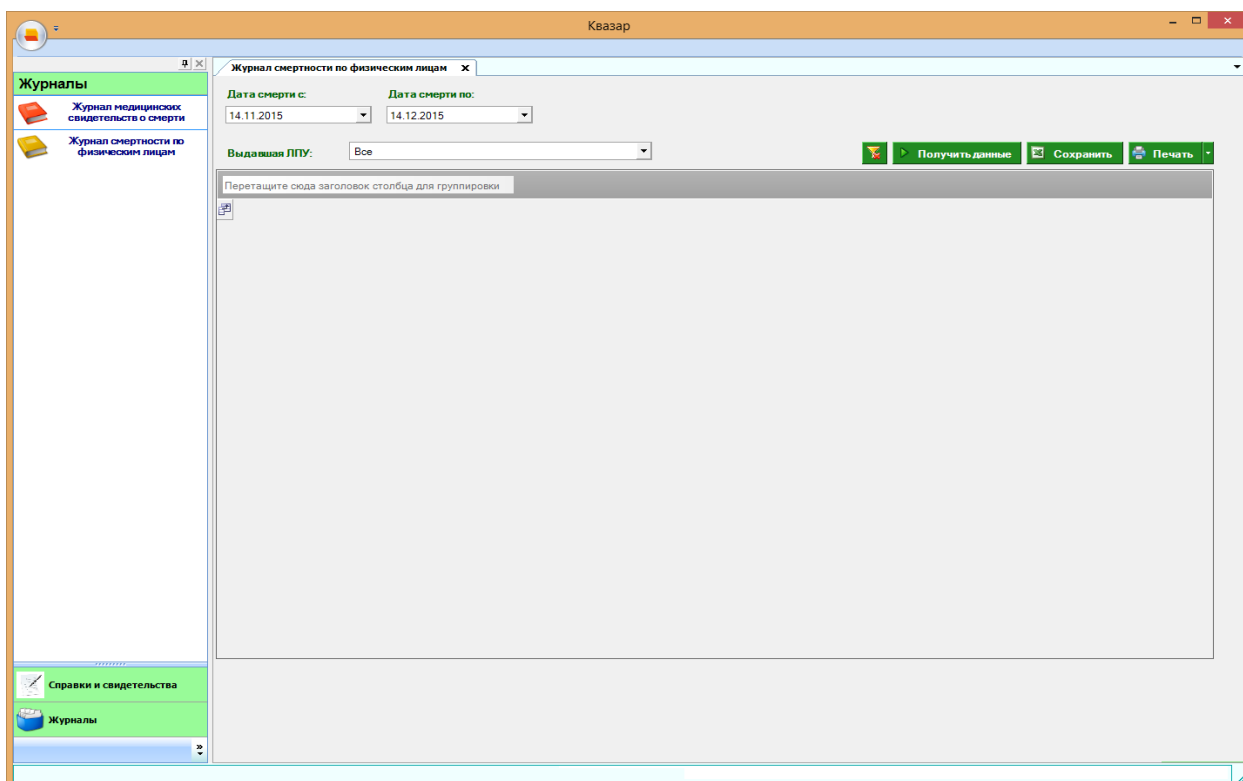 Квазар
Журналы
Журнал медицинских
свидетельств о смерти
Журнал смертности по
физическим лицам
Справки и свидетельства
Журналы
Журнал смертности по физическим лицам
Дата смерти с: Дата смерти по:
14.11.2015 14.12.2015
Выдавшая ЛПУ: Все
Получить данные Сохранить Печать
Перетащите сюда заголовок столбца для группировки